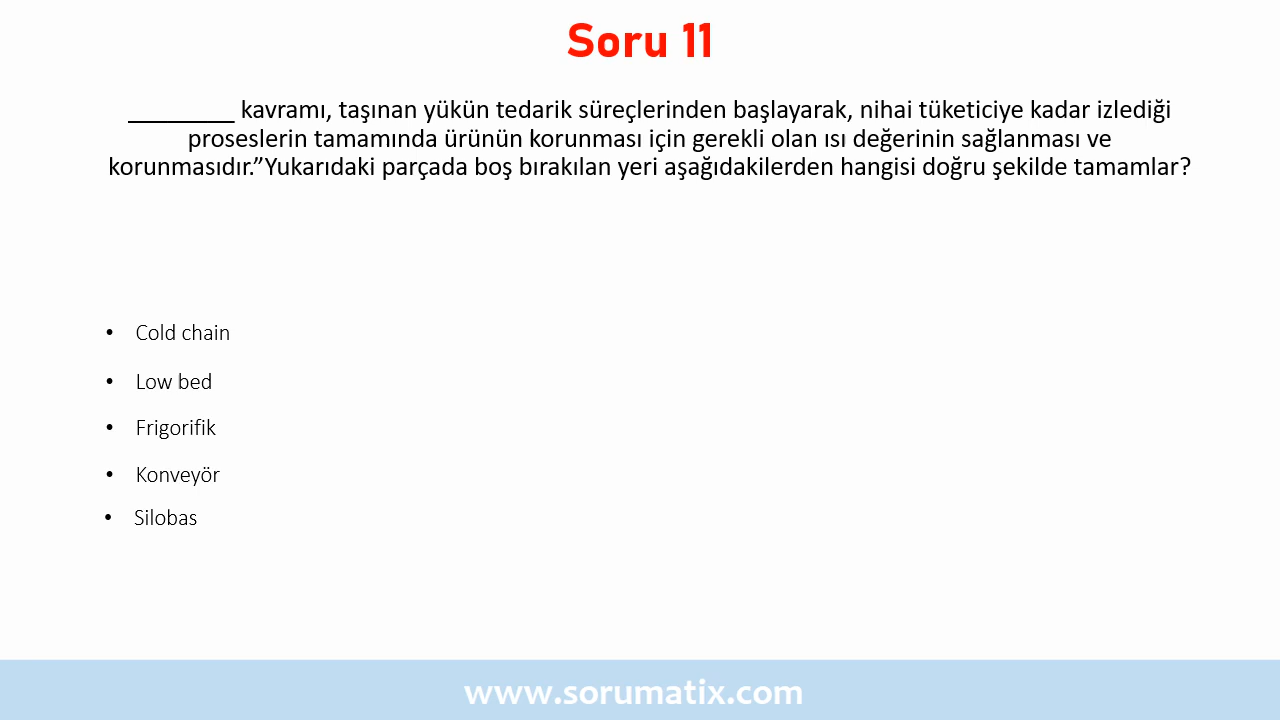 Soru 11
_________ kavramı, taşınan yükün tedarik süreçlerinden başlayarak, nihai tüketiciye kadar izlediği
proseslerin tamamında ürünün korunması için gerekli olan ısı değerinin sağlanması ve
korunmasıdır.”Yukarıdaki parçada boş bırakılan yeri aşağıdakilerden hangisi doğru şekilde tamamlar?
• Cold chain
• Low bed
• Frigorifik
• Konveyör
• Silobas
www.sorumatix.com